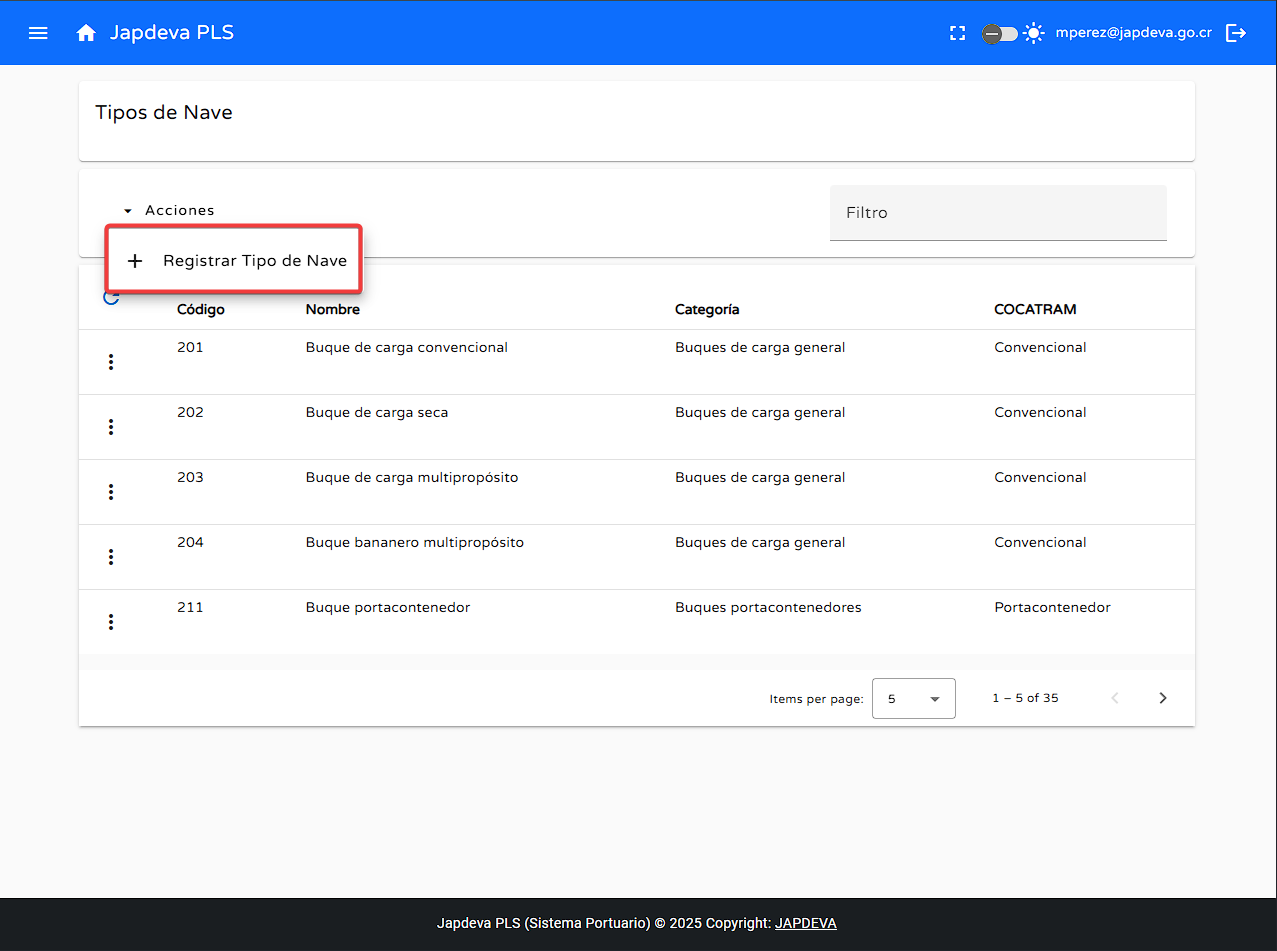 Japdeva PLS
mperez@japdeva.go.cr
Tipos de Nave
Acciones
Filtro
Registrar Tipo de Nave
Código Nombre Categoría COCATRAM
201 Buque de carga convencional Buques de carga general Convencional
202 Buque de carga seca Buques de carga general Convencional
203 Buque de carga multipropósito Buques de carga general Convencional
204 Buque bananero multipropósito Buques de carga general Convencional
211 Buque portacontenedor Buques portacontenedores Portacontenedor
Items per page: 5 1 – 5 of 35
Japdeva PLS (Sistema Portuario) © 2025 Copyright: JAPDEVA